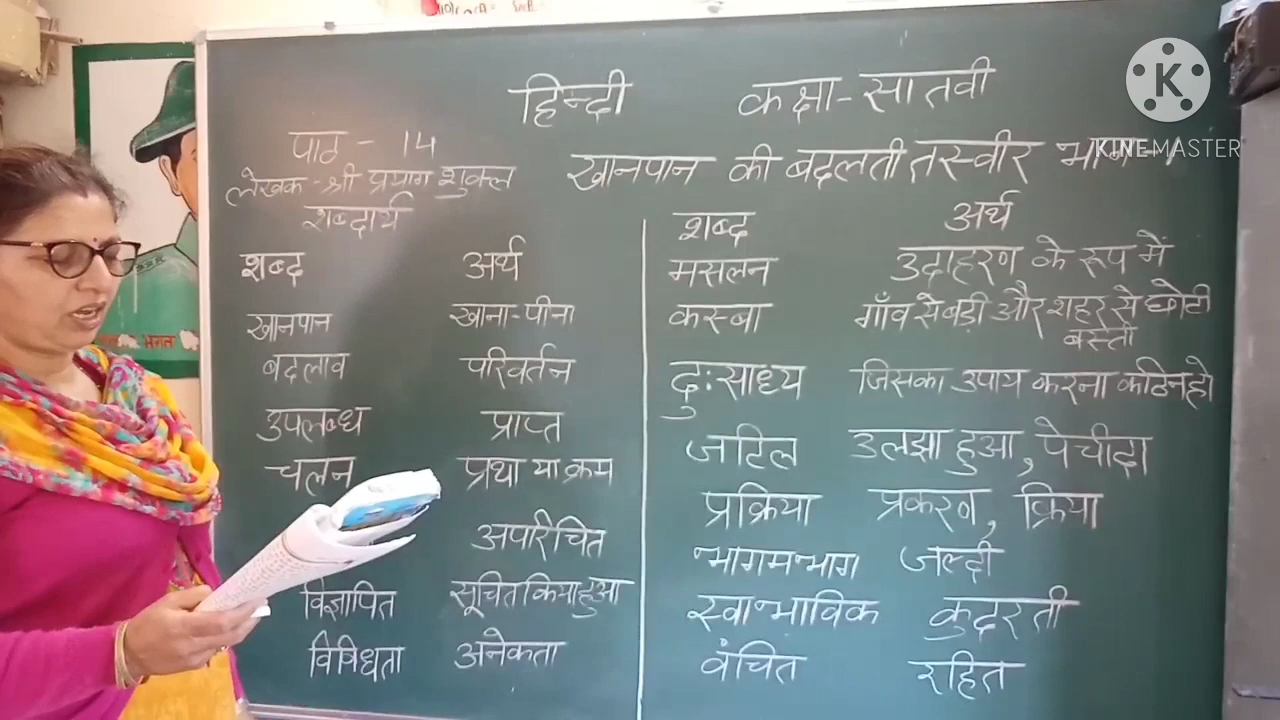 हिन्दी कक्षा-सातवी
पाठ - 14
खानपान की बदलती तस्वीर भाग-1
लेखक-श्री प्रयाग शुक्ल
शब्दार्थ
शब्द अर्थ
खानपान खाना-पीना
बदलाव परिवर्तन
उपलब्ध प्राप्त
चलन प्रथा या क्रम
अपरिचित
विज्ञापित सूचित किया हुआ
विविधता अनेकता
शब्द अर्थ
मसलन उदाहरण के रूप में
कस्बा गाँव से बड़ी और शहर से छोटी
बस्ती
दुःसाध्य जिसका उपाय करना कठिन हो
जटिल उलझा हुआ, पेचीदा
प्रक्रिया प्रकरण, क्रिया
भागमभाग जल्दी
स्वाभाविक कुदरती
वंचित रहित
K
KINEMASTER
भगत